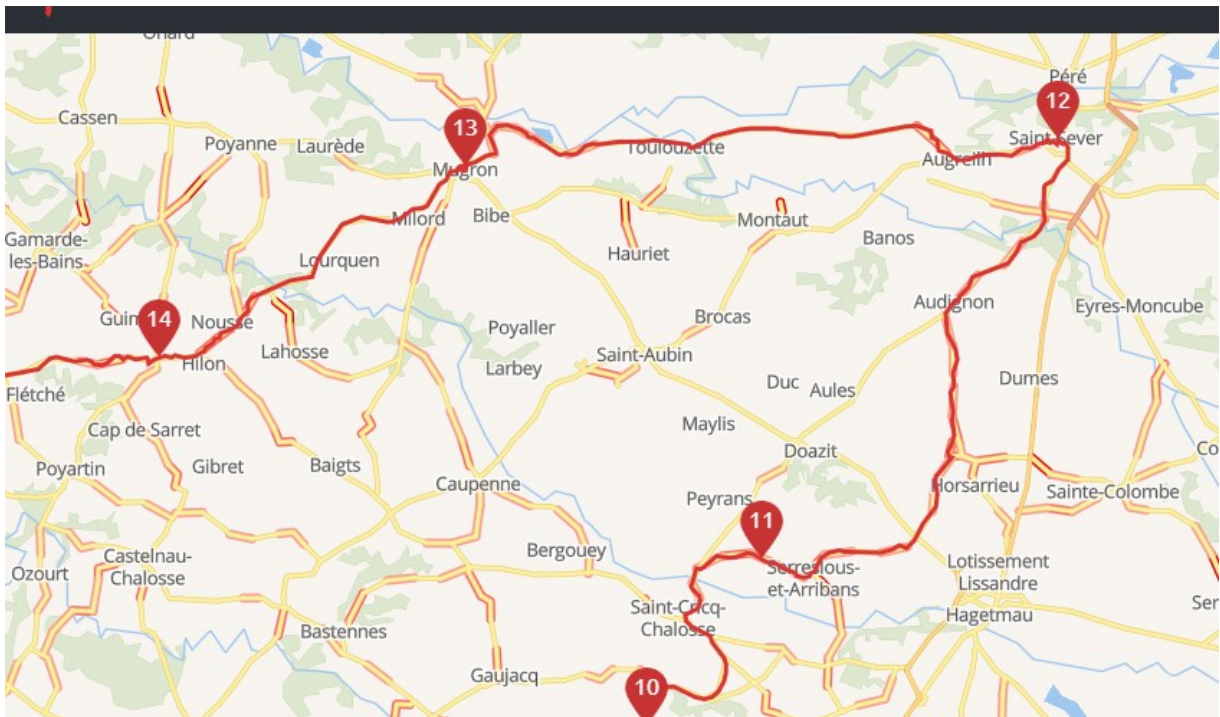 Onard
Péré
12
Cassen
13
Saint-Sever
Poyanne
Laurède
Toulouzette
Augreilh
Mugron
Milord
Bibe
Montaut
Banos
Gamarde-
les-Bains
Lourquen
Hauriet
Audignon
Eyres-Moncube
14
Nousse
Brocas
Poyaller
Lahosse
Saint-Aubin
Hilon
Larbey
Duc
Aules
Dumes
Flétché
Cap de Sarret
Maylis
Doazit
Poyartin
Gibret
Baigts
Caupenne
Horsarrieu
Sainte-Colombe
Peyrans
11
Bergouey
Castelnau-
Chalosse
Ozourt
Serreslous-
et-Arribans
Lotissement
Lissandre
Saint-Cricq-
Chalosse
Hagetmau
Bastennes
Gaujacq
10